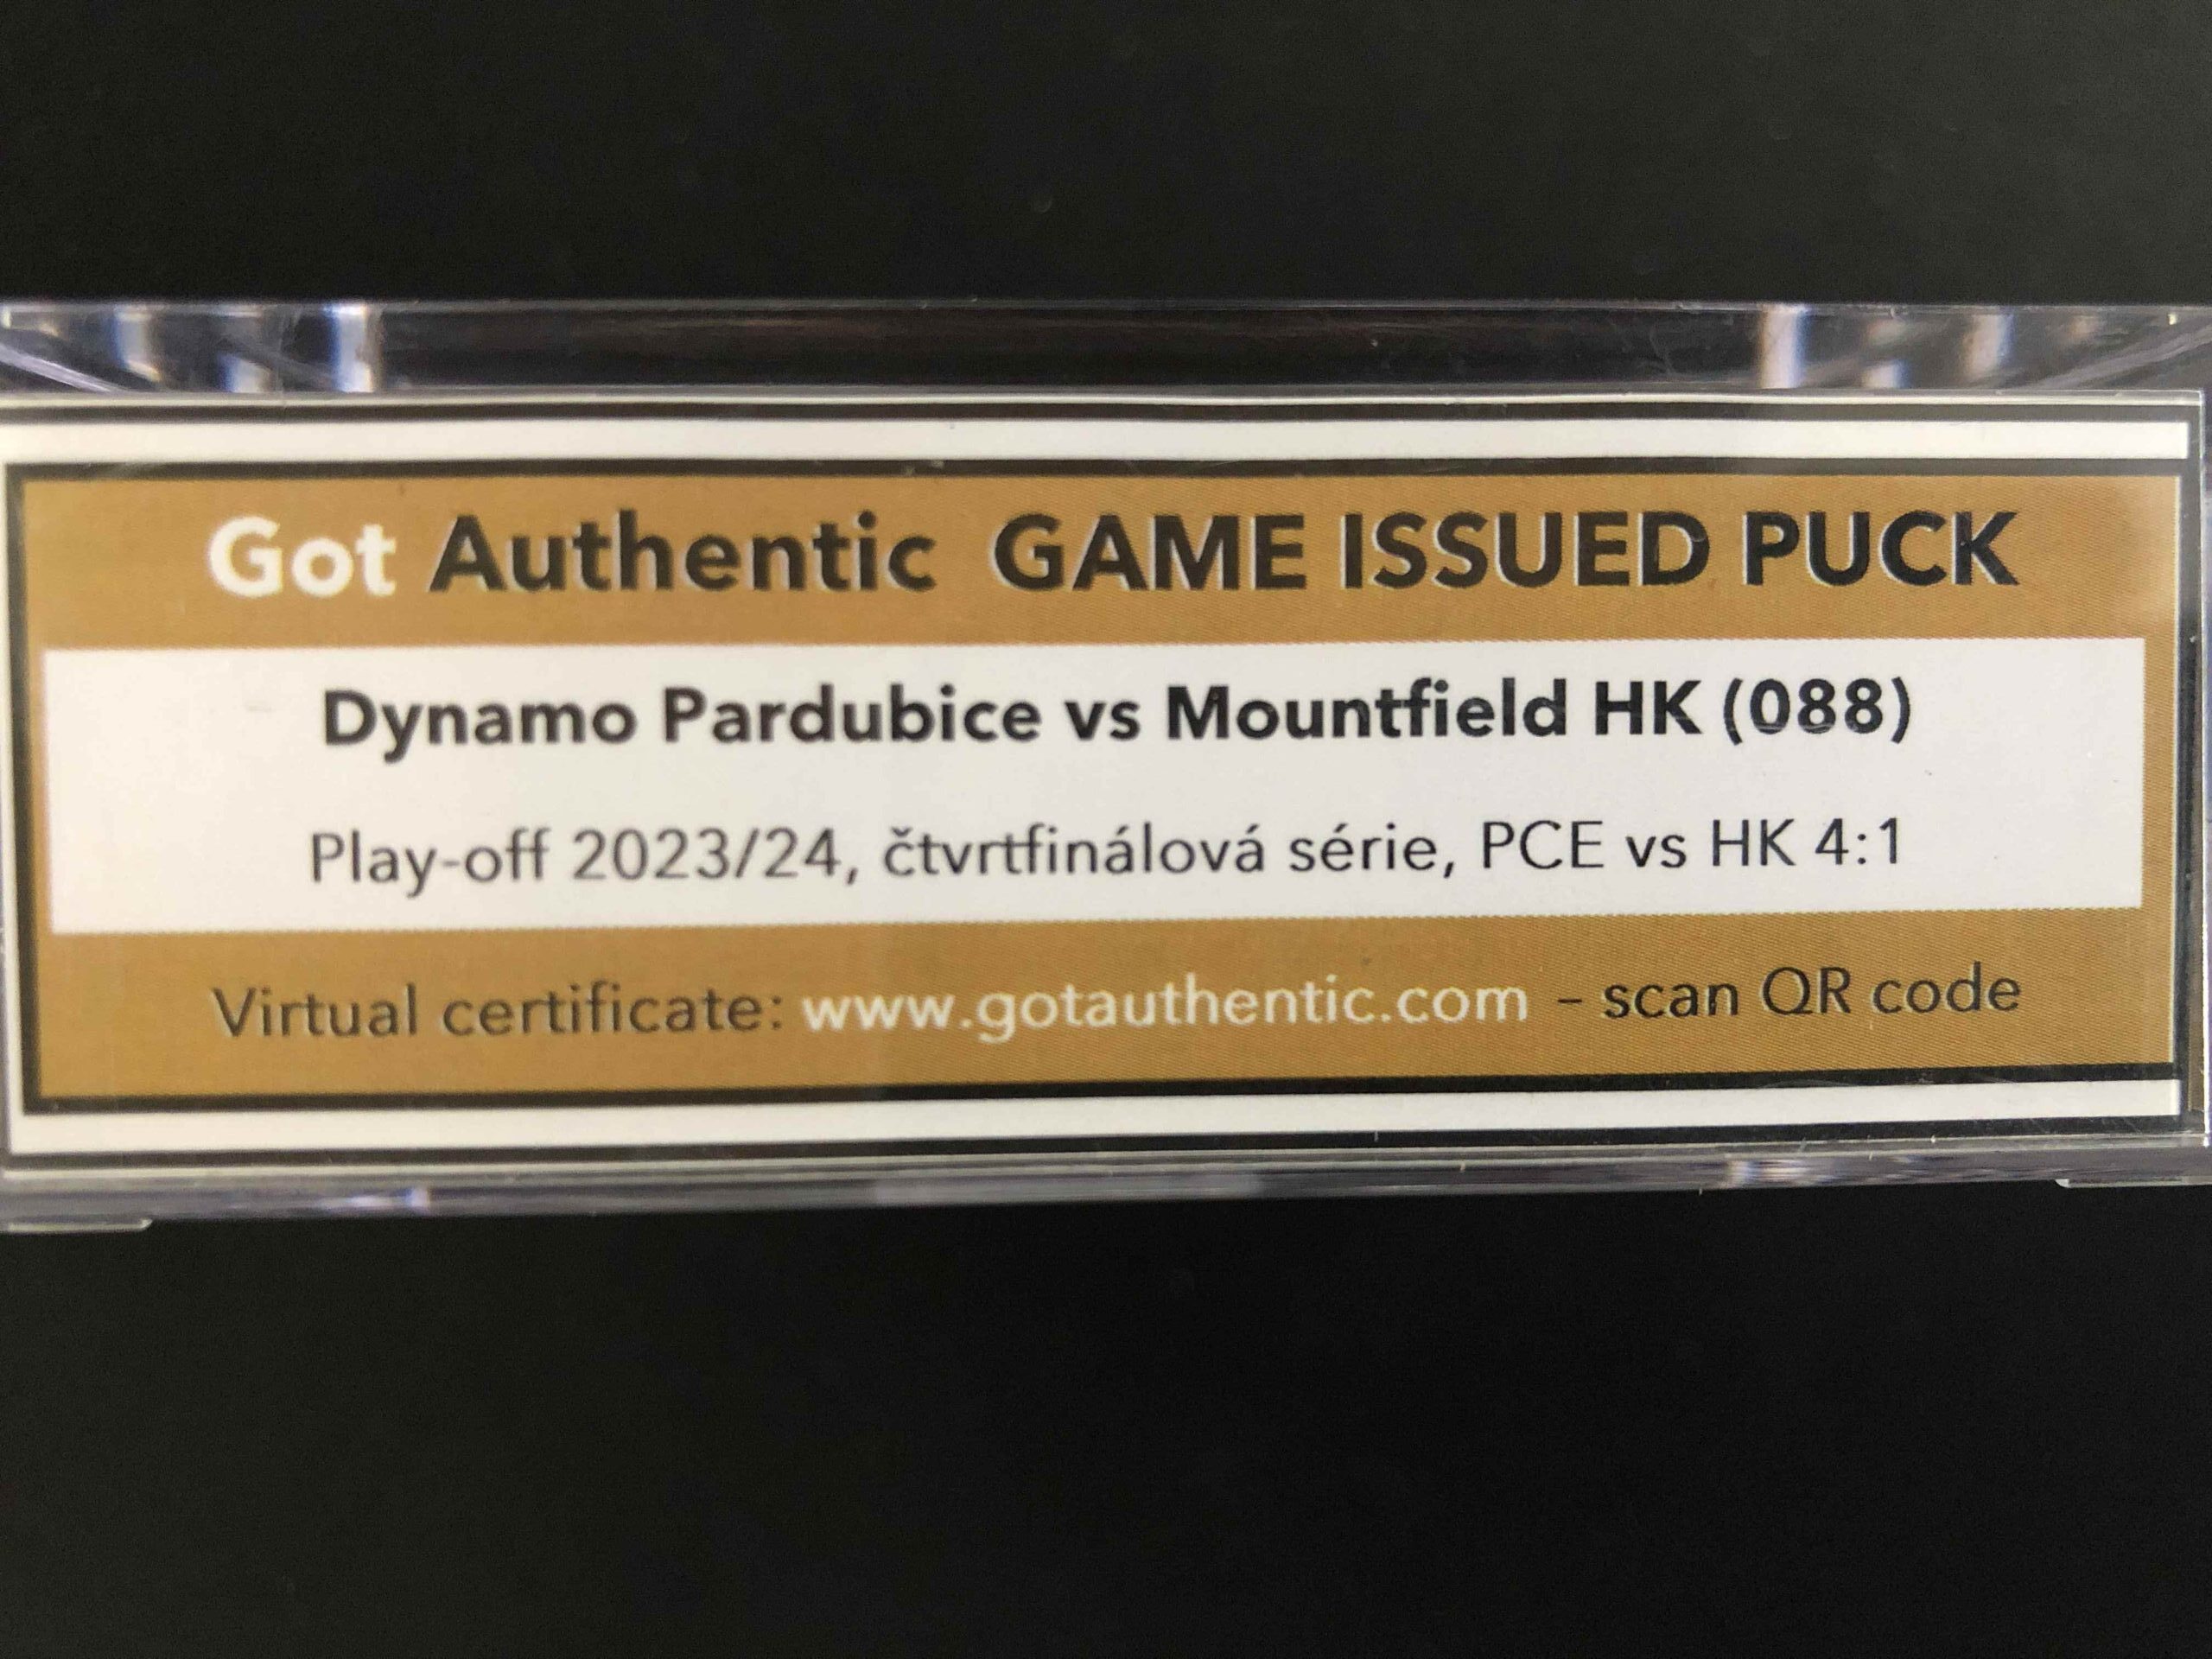 Got Authentic GAME ISSUED PUCK
Dynamo Pardubice vs Mountfield HK (088)
Play-off 2023/24, čtvrtfinálová série, PCE vs HK 4:1
Virtual certificate: www.gotauthentic.com – scan QR code